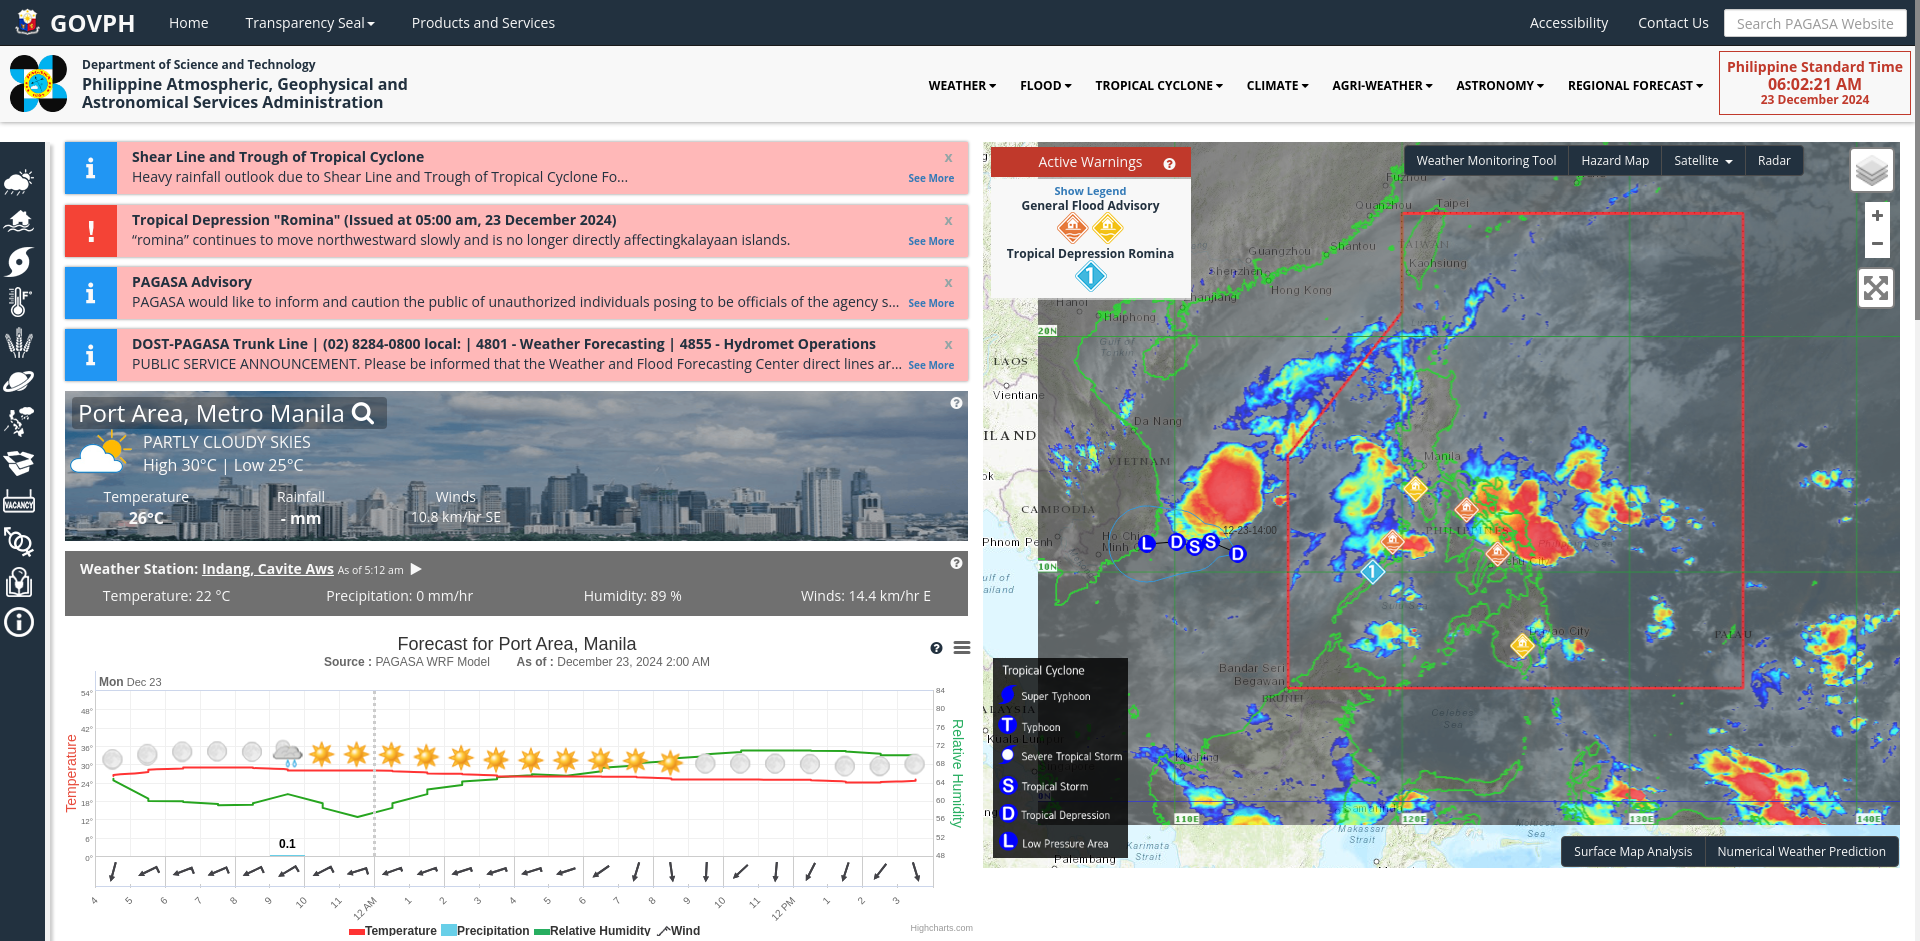 GOVPH
Home
Transparency Seal
Products and Services
Accessibility
Contact Us
Search PAGASA Website
Department of Science and Technology
Philippine Atmospheric, Geophysical and
Astronomical Services Administration
WEATHER
FLOOD
TROPICAL CYCLONE
CLIMATE
AGRI-WEATHER
ASTRONOMY
REGIONAL FORECAST
Philippine Standard Time
06:02:21 AM
23 December 2024
Shear Line and Trough of Tropical Cyclone
x
Heavy rainfall outlook due to Shear Line and Trough of Tropical Cyclone Fo...
See More
Tropical Depression "Romina" (Issued at 05:00 am, 23 December 2024)
x
“romina” continues to move northwestward slowly and is no longer directly affectingkalayaan islands.
See More
PAGASA Advisory
x
PAGASA would like to inform and caution the public of unauthorized individuals posing to be officials of the agency s...
See More
DOST-PAGASA Trunk Line | (02) 8284-0800 local: | 4801 - Weather Forecasting | 4855 - Hydromet Operations
x
PUBLIC SERVICE ANNOUNCEMENT. Please be informed that the Weather and Flood Forecasting Center direct lines ar...
See More
VACANCY
Port Area, Metro Manila
PARTLY CLOUDY SKIES
High 30°C | Low 25°C
Temperature
Rainfall
Winds
26°C
- mm
10.8 km/hr SE
Weather Station: Indang, Cavite Aws As of 5:12 am
Temperature: 22 °C
Precipitation: 0 mm/hr
Humidity: 89 %
Winds: 14.4 km/hr E
Forecast for Port Area, Manila
Source : PAGASA WRF Model As of : December 23, 2024 2:00 AM
Mon Dec 23
54°
48°
42°
36°
30°
24°
18°
12°
6°
0°
Temperature
84
80
76
72
68
64
60
56
52
48
Relative Humidity
0.1
4
5
6
7
8
9
10
11
12 AM
1
2
3
4
5
6
7
8
9
10
11
12 PM
1
2
3
Temperature
Precipitation
Relative Humidity
Wind
Highcharts.com
Active Warnings
Show Legend
General Flood Advisory
Tropical Depression Romina
1
Weather Monitoring Tool
Hazard Map
Satellite
Radar
+
−
Fuzhou
Quanzhou
Taipei
TAIWAN
Guangzhou
Shantou
Shenzhen
Kaohsiung
Hong Kong
Zhanjiang
Hanoi
Haiphong
20N
LAOS
Vientiane
Da Nang
VIETNAM
Manila
CAMBODIA
Phnom Penh
Ho Chi
Minh
12-23-14:00
L
D
S
S
D
PHILIPPINES
Cebu City
1
10N
Sulu Sea
PALAU
Bandar Seri
Begawan
BRUNEI
Celebes
Sea
Kuching
Samarinda
110E
120E
130E
140E
Makassar
Strait
Karimata
Strait
Palembang
Kuala Lumpur
Tropical Cyclone
Super Typhoon
T Typhoon
Severe Tropical Storm
S Tropical Storm
D Tropical Depression
L Low Pressure Area
Surface Map Analysis
Numerical Weather Prediction